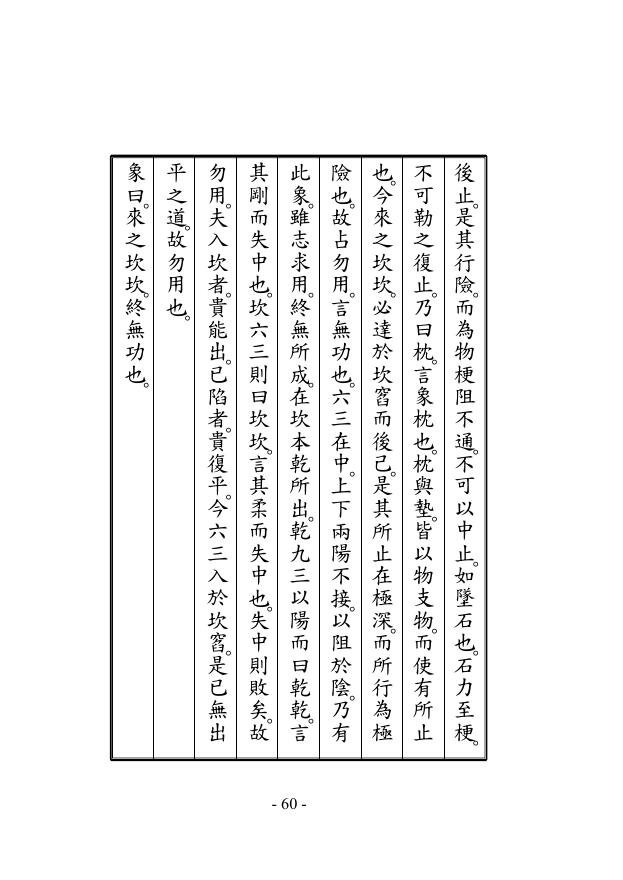 後止。是其行險。而為物梗阻不通。不可以中止。如墜石也。石力至梗。
不可勒之復止。乃曰枕。言象枕也。枕與墊。皆以物支物。而使有所止
也。今來之坎坎。必達於坎窞而後己。是其所止在極深。而所行為極
險也。故占勿用。言無功也。六三在中。上下兩陽不接。以阻於陰。乃有
此象。雖志求用。終無所成。在坎本乾所出。乾九三以陽而曰乾乾。言
其剛而失中也。坎六三則曰坎坎。言其柔而失中也。失中則敗矣。故
勿用。夫入坎者。貴能出。已陷者。貴復平。今六三入於坎窞。是已無出
平之道。故勿用也。
象曰。來之坎坎。終無功也。
- 60 -